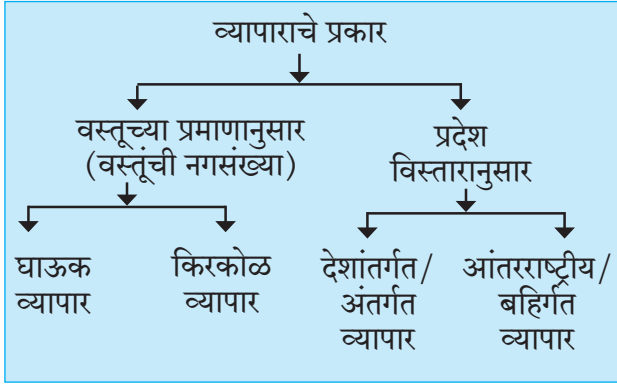 व्यापाराचे प्रकार
वस्तूच्या प्रमाणानुसार
(वस्तूंची नगसंख्या)
प्रदेश
विस्तारानुसार
घाऊक
व्यापार
किरकोळ
व्यापार
देशांतर्गत/
अंतर्गत
व्यापार
आंतरराष्ट्रीय/
बहिर्गत
व्यापार